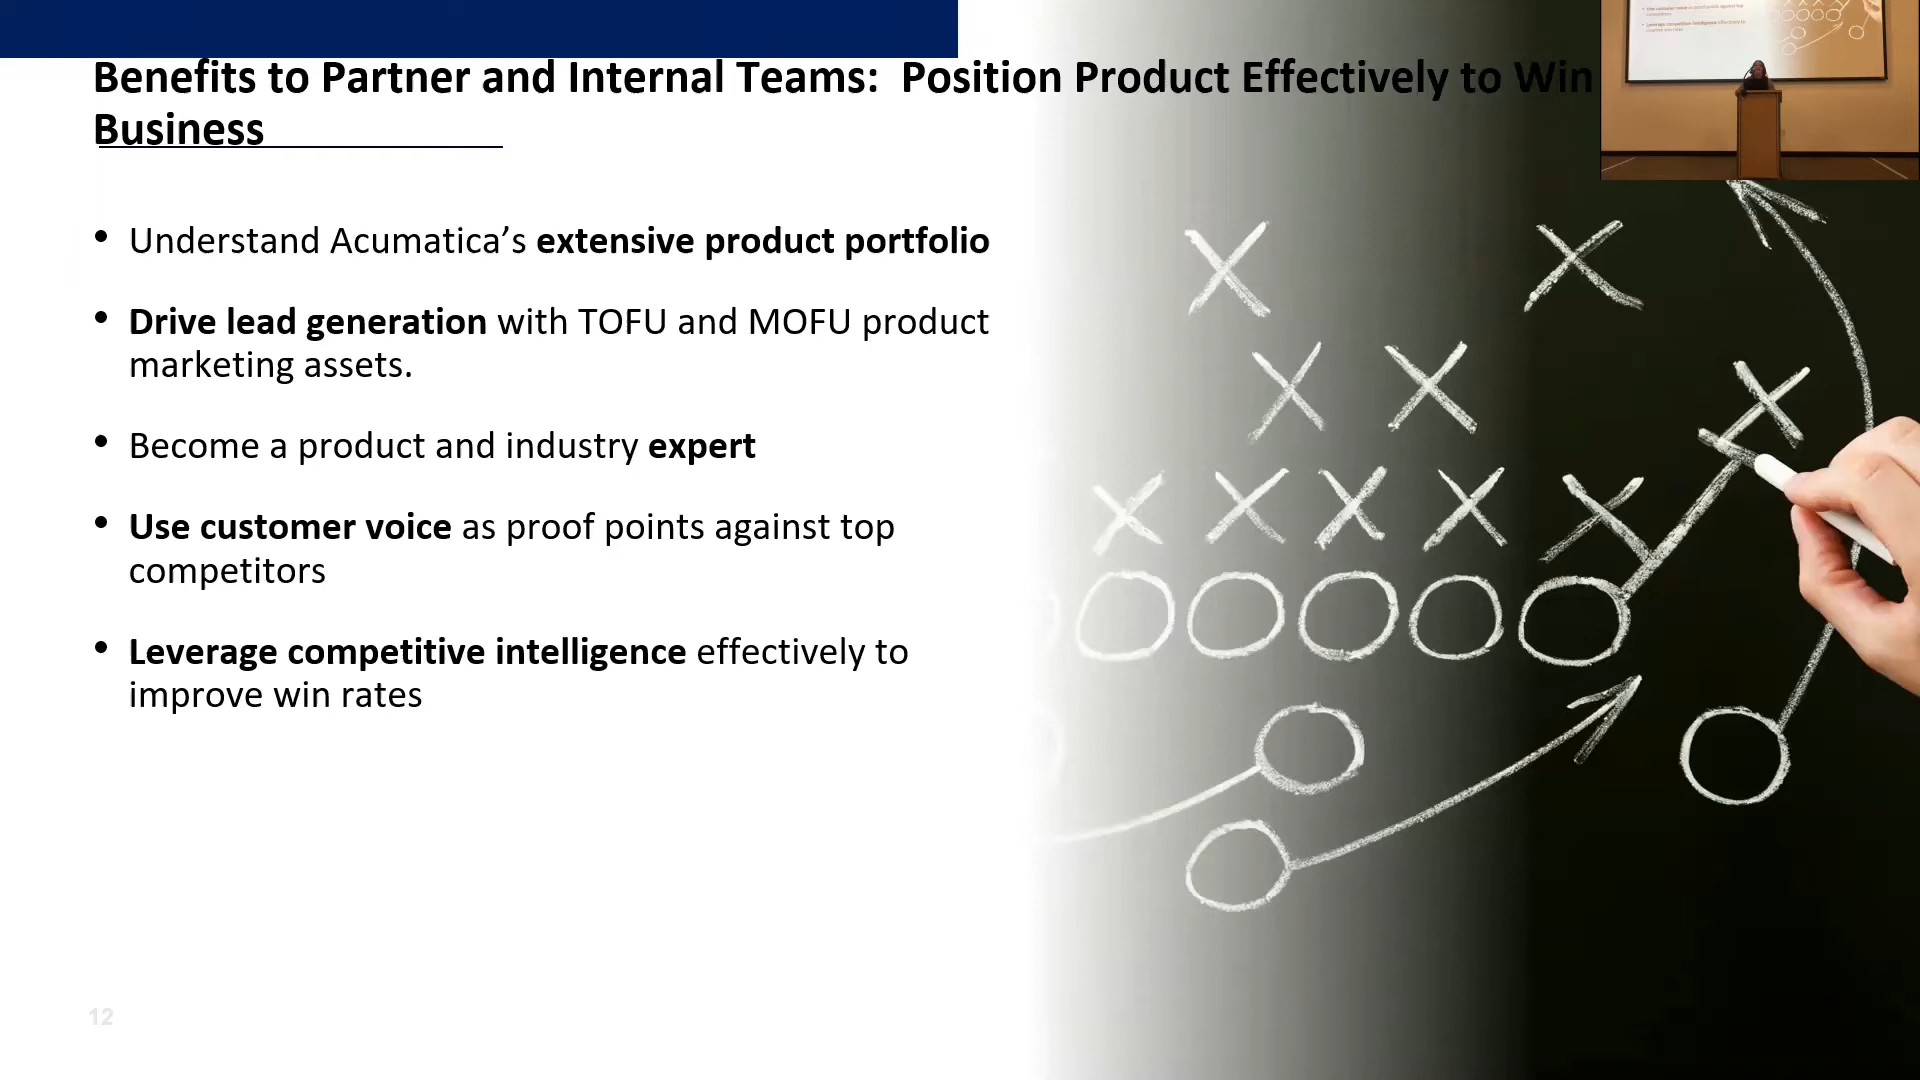 Benefits to Partner and Internal Teams:  Position Product Effectively to Win
Business
• Understand Acumatica’s extensive product portfolio
• Drive lead generation with TOFU and MOFU product
marketing assets.
• Become a product and industry expert
• Use customer voice as proof points against top
competitors
• Leverage competitive intelligence effectively to
improve win rates
12